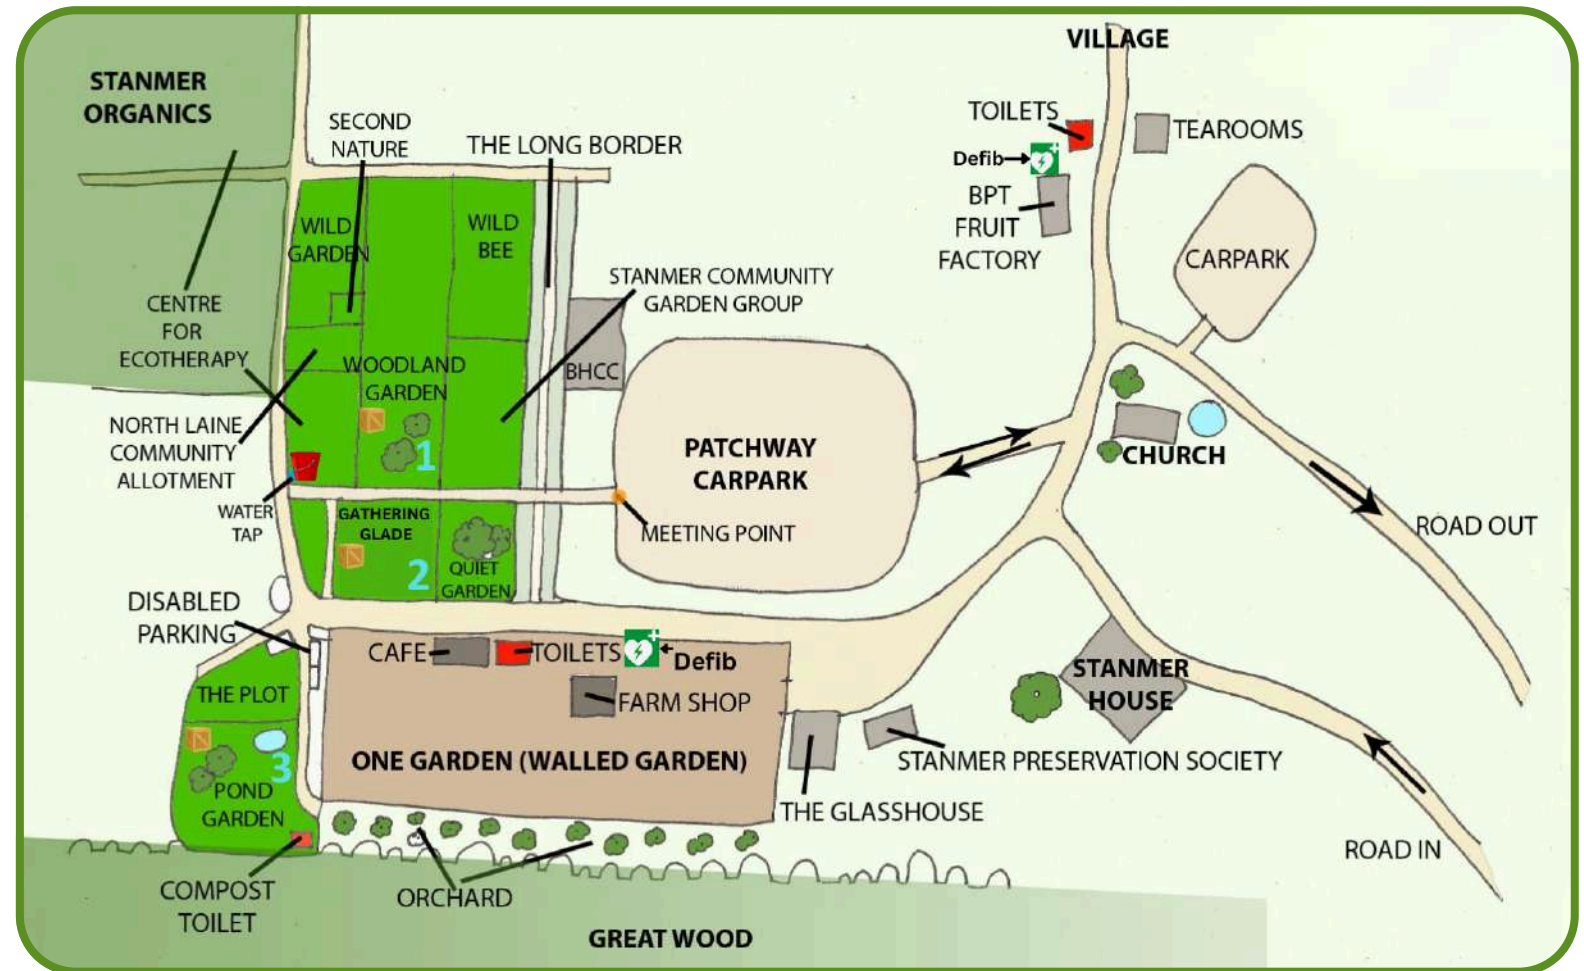 VILLAGE
STANMER
ORGANICS
TOILETS
TEAROOMS
SECOND
NATURE
THE LONG BORDER
Defib
BPT
FRUIT
FACTORY
WILD
GARDEN
WILD
BEE
CARPARK
STANMER COMMUNITY
GARDEN GROUP
CENTRE
FOR
ECOTHERAPY
WOODLAND
GARDEN
BHCC
NORTH LAINE
COMMUNITY
ALLOTMENT
1
PATCHWAY
CARPARK
CHURCH
WATER
TAP
GATHERING
GLADE
MEETING POINT
ROAD OUT
2
QUIET
GARDEN
DISABLED
PARKING
CAFE
TOILETS
Defib
STANMER
HOUSE
THE PLOT
FARM SHOP
ONE GARDEN (WALLED GARDEN)
STANMER PRESERVATION SOCIETY
3
POND
GARDEN
THE GLASSHOUSE
ROAD IN
COMPOST
TOILET
ORCHARD
GREAT WOOD